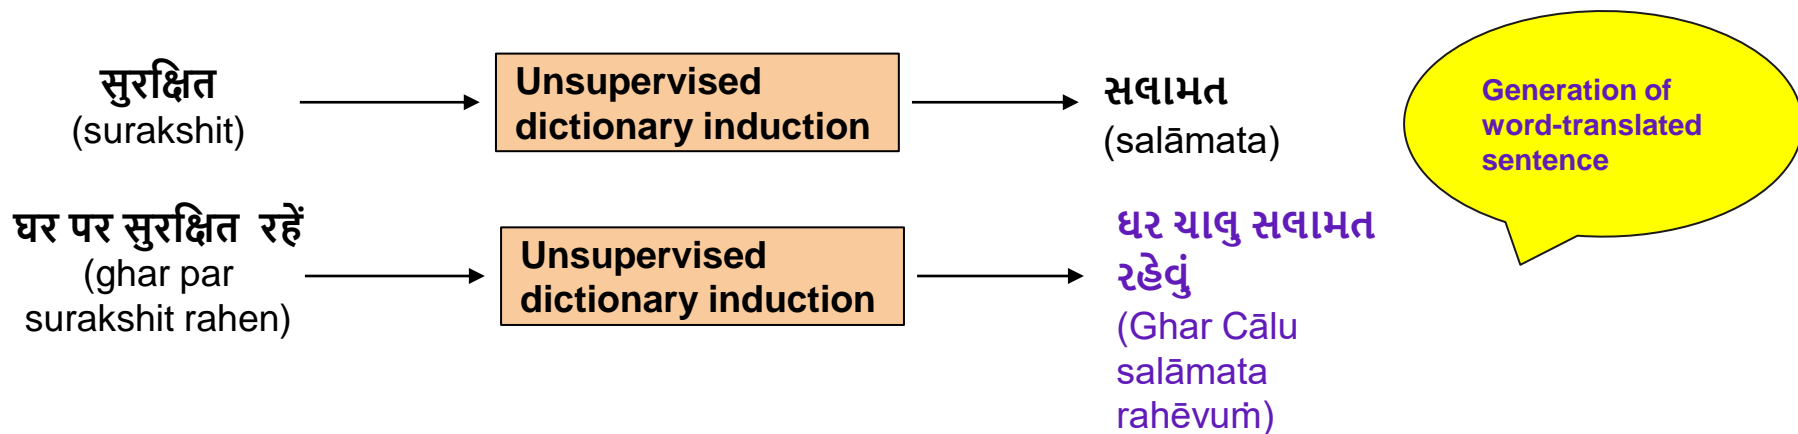 सुरक्षित
(surakshit)
Unsupervised
dictionary induction
સલામત
(salāmata)
Generation of
word-translated
sentence
घर पर सुरक्षित रहें
(ghar par
surakshit rahen)
Unsupervised
dictionary induction
ઘર ચાલુ સલામત
રહેવું
(Ghar Cālu
salāmata
rahēvuṁ)